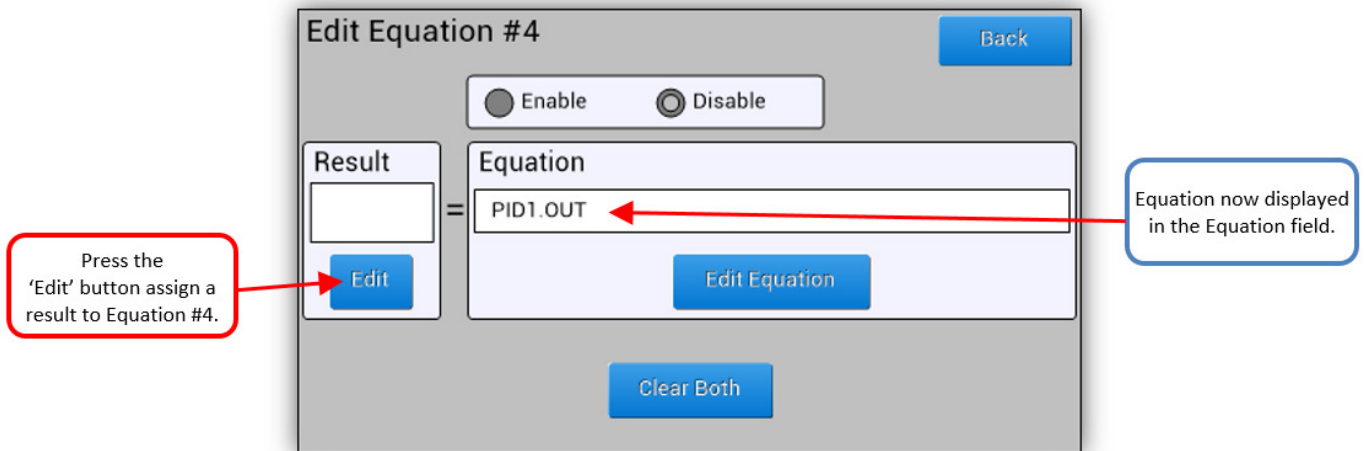 Edit Equation #4
Back
Enable
Disable
Result
Equation
=
PID1.OUT
Edit
Edit Equation
Clear Both
Press the
‘Edit’ button assign a
result to Equation #4.
Equation now displayed
in the Equation field.